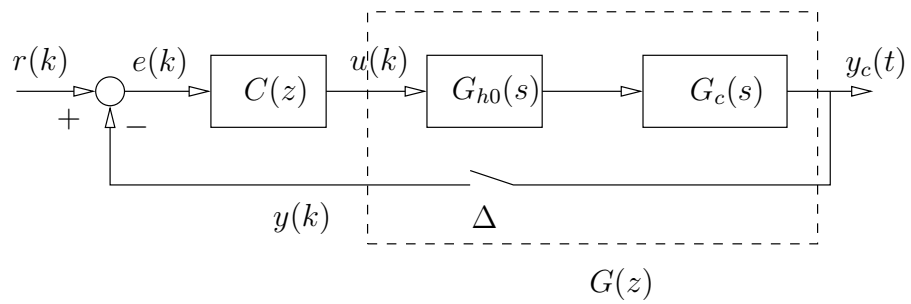 r(k)
e(k)
u(k)
y_c(t)
C(z)
G_{h0}(s)
G_c(s)
+
−
y(k)
Δ
G(z)